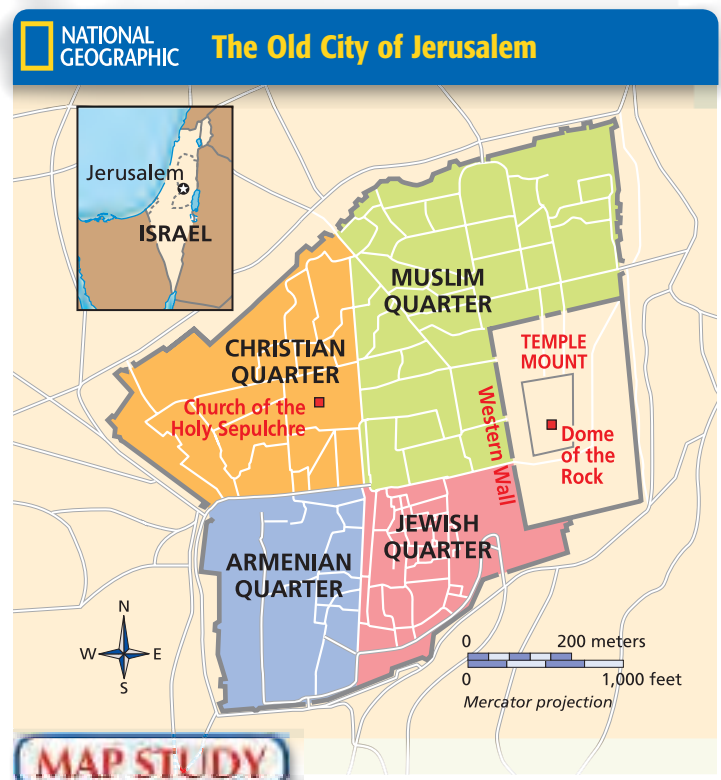 NATIONAL
GEOGRAPHIC
The Old City of Jerusalem
Jerusalem
ISRAEL
MUSLIM
QUARTER
CHRISTIAN
QUARTER
Church of the
Holy Sepulchre
TEMPLE
MOUNT
Western Wall
Dome
of the
Rock
JEWISH
QUARTER
ARMENIAN
QUARTER
N
W
E
S
0
200 meters
0
1,000 feet
Mercator projection
MAP STUDY